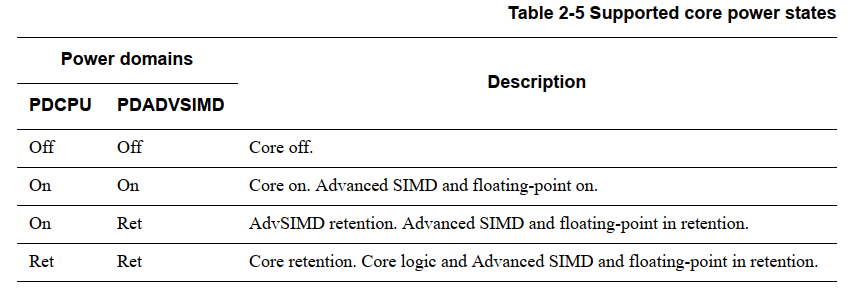 Table 2-5 Supported core power states
Power domains
Description
PDCPU PDADVSIMD
Off Off Core off.
On On Core on. Advanced SIMD and floating-point on.
On Ret AdvSIMD retention. Advanced SIMD and floating-point in retention.
Ret Ret Core retention. Core logic and Advanced SIMD and floating-point in retention.